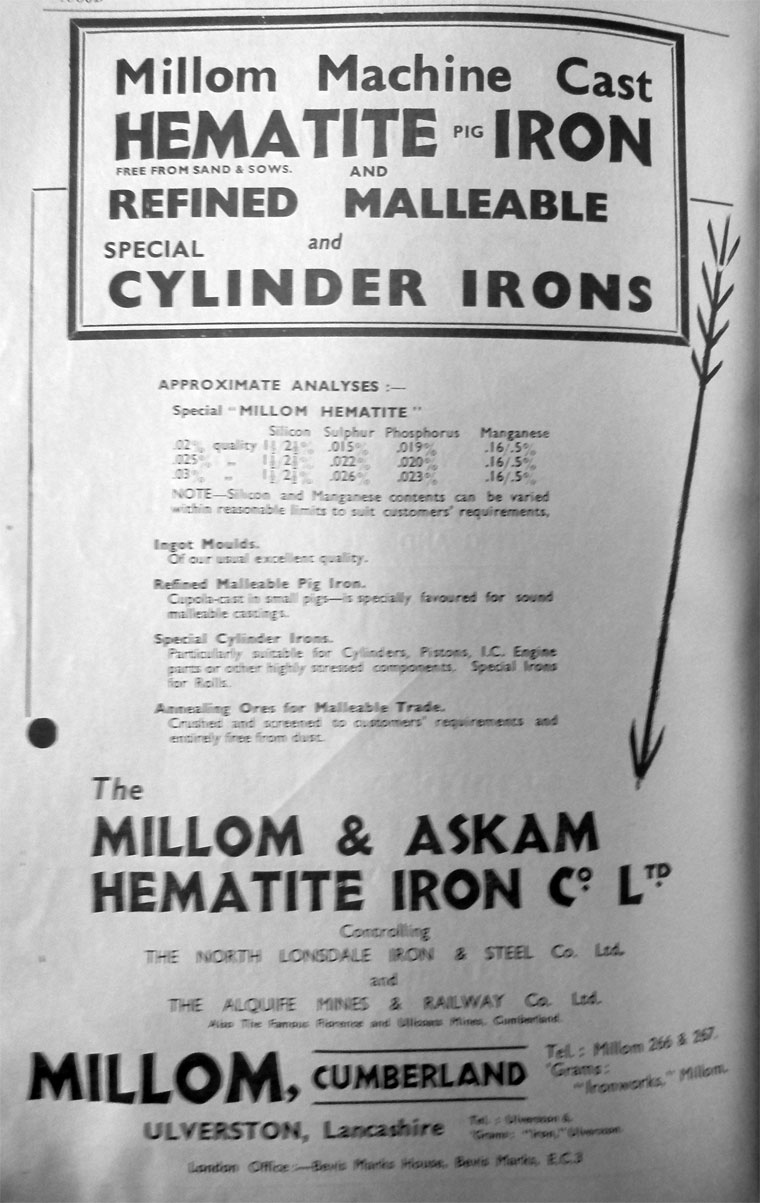 Millom Machine Cast
HEMATITE PIG IRON
FREE FROM SAND & SOWS. AND
REFINED MALLEABLE
SPECIAL and
CYLINDER IRONS
APPROXIMATE ANALYSES :—
Special "MILLOM HEMATITE"
Silicon Sulphur Phosphorus Manganese
.02% quality .015% .019% .16/.5%
.025% „ .022% .020% .16/.5%
.03% „ .026% .023% .16/.5%
NOTE—Silicon and Manganese contents can be varied
within reasonable limits to suit customers' requirements.
Ingot Moulds.
Of our usual excellent quality.
Refined Malleable Pig Iron.
Cupola-cast in small pigs—is specially favoured for sound
malleable castings.
Special Cylinder Irons.
Particularly suitable for Cylinders, Pistons, I.C. Engine
parts or other highly stressed components. Special Irons
for Rolls.
Annealing Ores for Malleable Trade.
Crushed and screened to customers' requirements and
entirely free from dust.
The
MILLOM & ASKAM
HEMATITE IRON Co. LTD
Controlling
THE NORTH LONSDALE IRON & STEEL Co. Ltd.
and
THE ALQUIFE MINES & RAILWAY Co. Ltd.
Also The Famous Florence and Ullcoats Mines, Cumberland.
MILLOM, CUMBERLAND
Tel. : Millom 266 & 267.
'Grams :
"Ironworks," Millom.
ULVERSTON, Lancashire
Tel. : Ulverston
'Grams : "Iron," Ulverston
London Office :—Bevis Marks House, Bevis Marks, E.C.3